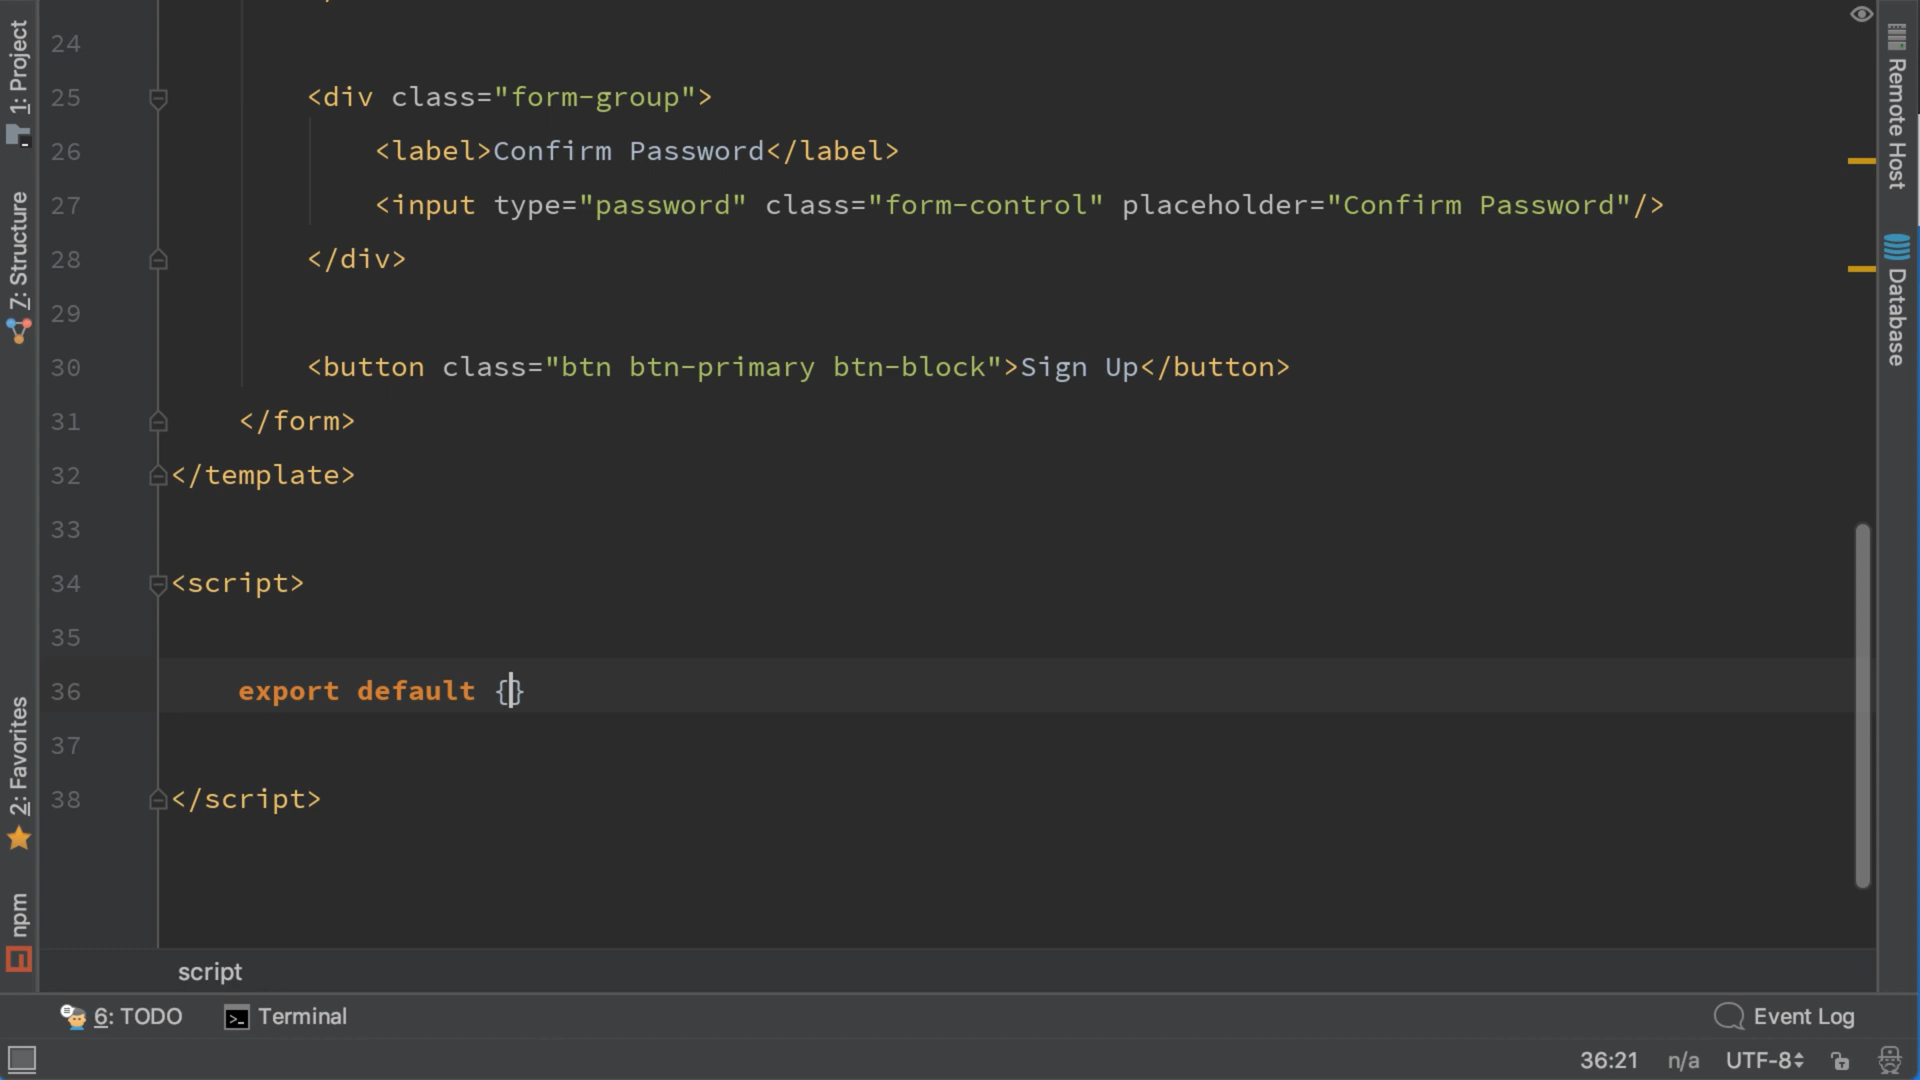 1: Project
7: Structure
2: Favorites
npm
24
25 <div class="form-group">
26 <label>Confirm Password</label>
27 <input type="password" class="form-control" placeholder="Confirm Password"/>
28 </div>
29
30 <button class="btn btn-primary btn-block">Sign Up</button>
31 </form>
32 </template>
33
34 <script>
35
36 export default {}
37
38 </script>
Remote Host
Database
script
6: TODO
Terminal
Event Log
36:21 n/a UTF-8